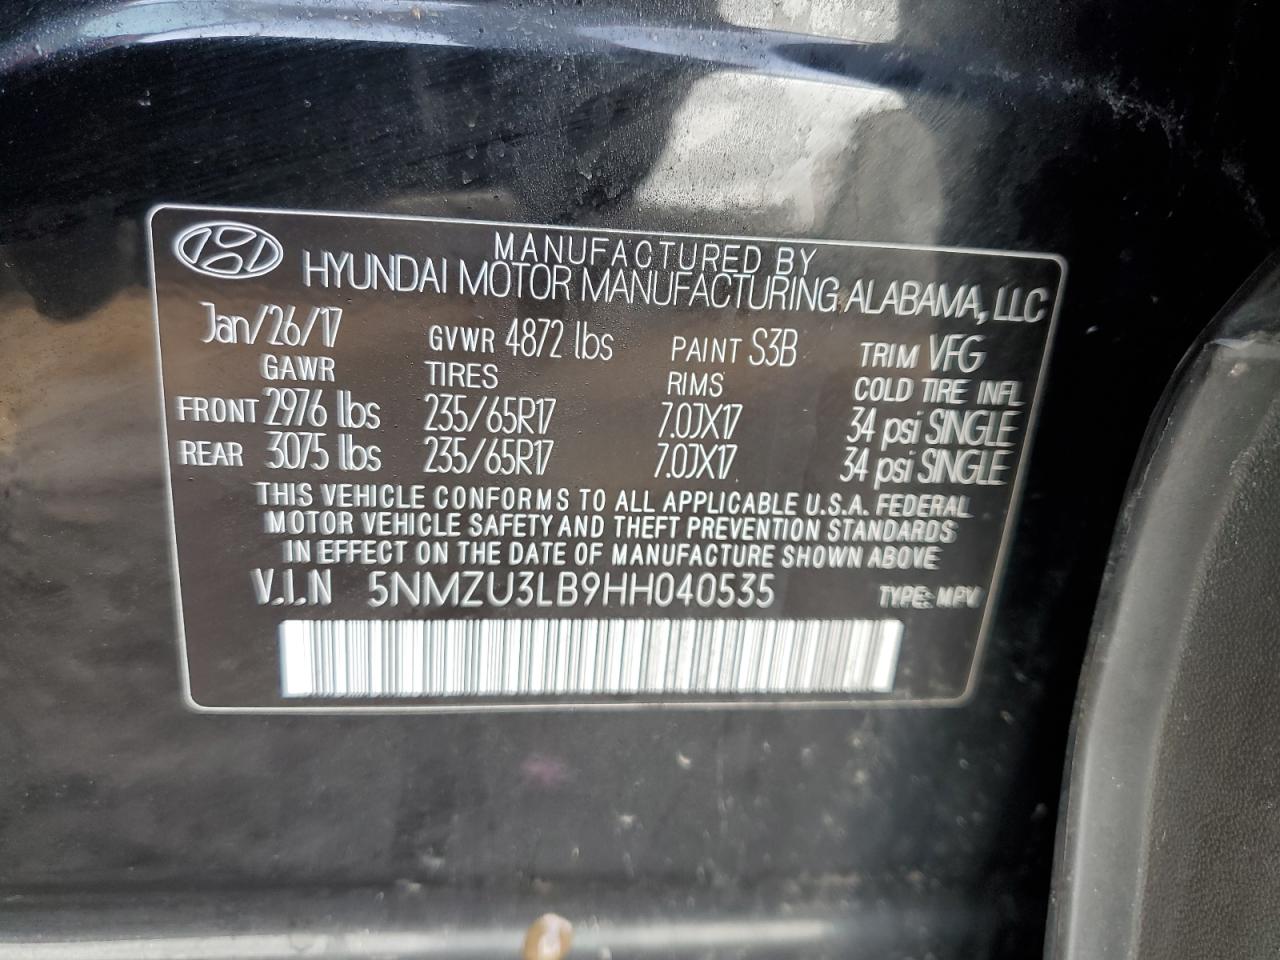 MANUFACTURED BY
HYUNDAI MOTOR MANUFACTURING ALABAMA, LLC
Jan/26/17 GVWR 4872 lbs PAINT S3B TRIM VFG
GAWR TIRES RIMS COLD TIRE INFL
FRONT 2976 lbs 235/65R17 7.0JX17 34 psi SINGLE
REAR 3075 lbs 235/65R17 7.0JX17 34 psi SINGLE
THIS VEHICLE CONFORMS TO ALL APPLICABLE U.S.A. FEDERAL
MOTOR VEHICLE SAFETY AND THEFT PREVENTION STANDARDS
IN EFFECT ON THE DATE OF MANUFACTURE SHOWN ABOVE
V.I.N 5NMZU3LB9HH040535 TYPE: MPV